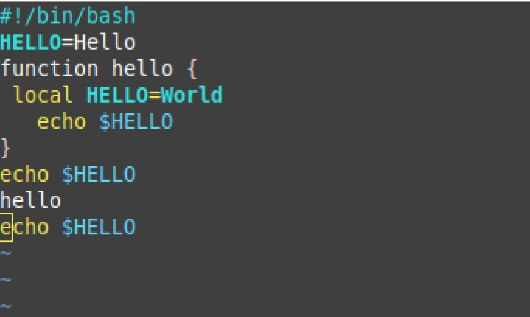 #!/bin/bash
HELLO=Hello
function hello {
 local HELLO=World
   echo $HELLO
}
echo $HELLO
hello
echo $HELLO
~
~
~